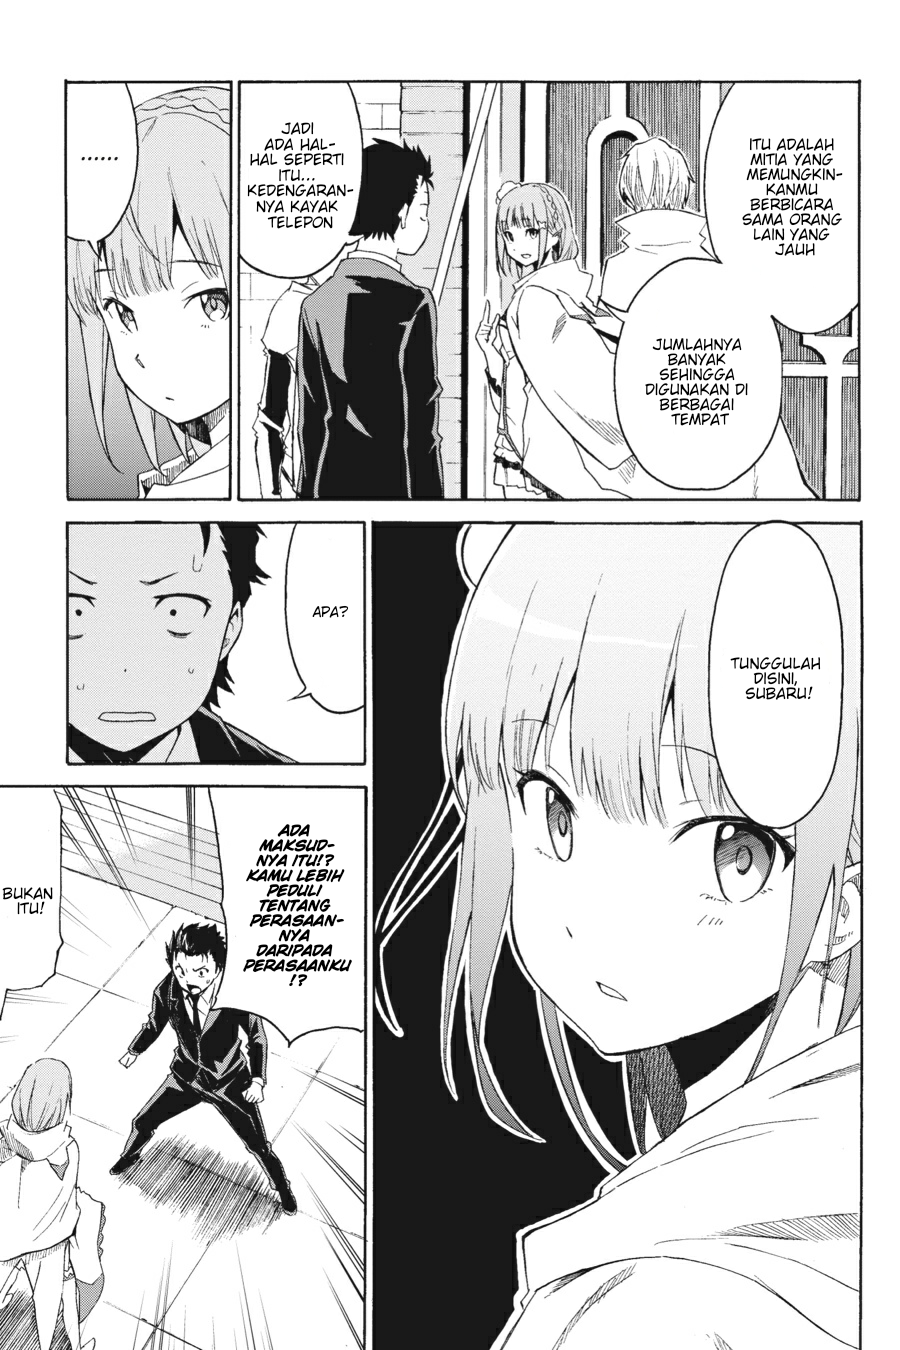 ITU ADALAH
MITIA YANG
MEMUNGKIN-
KANMU
BERBICARA
SAMA ORANG
LAIN YANG
JAUH
JUMLAHNYA
BANYAK
SEHINGGA
DIGUNAKAN DI
BERBAGAI
TEMPAT
JADI
ADA HAL-
HAL SEPERTI
ITU...
KEDENGARAN-
NYA KAYAK
TELEPON
......
TUNGGULAH
DISINI,
SUBARU!
APA?
ADA
MAKSUD-
NYA ITU!?
KAMU LEBIH
PEDULI
TENTANG
PERASAAN-
NYA
DARIPADA
PERASAANKU
!?
BUKAN
ITU!